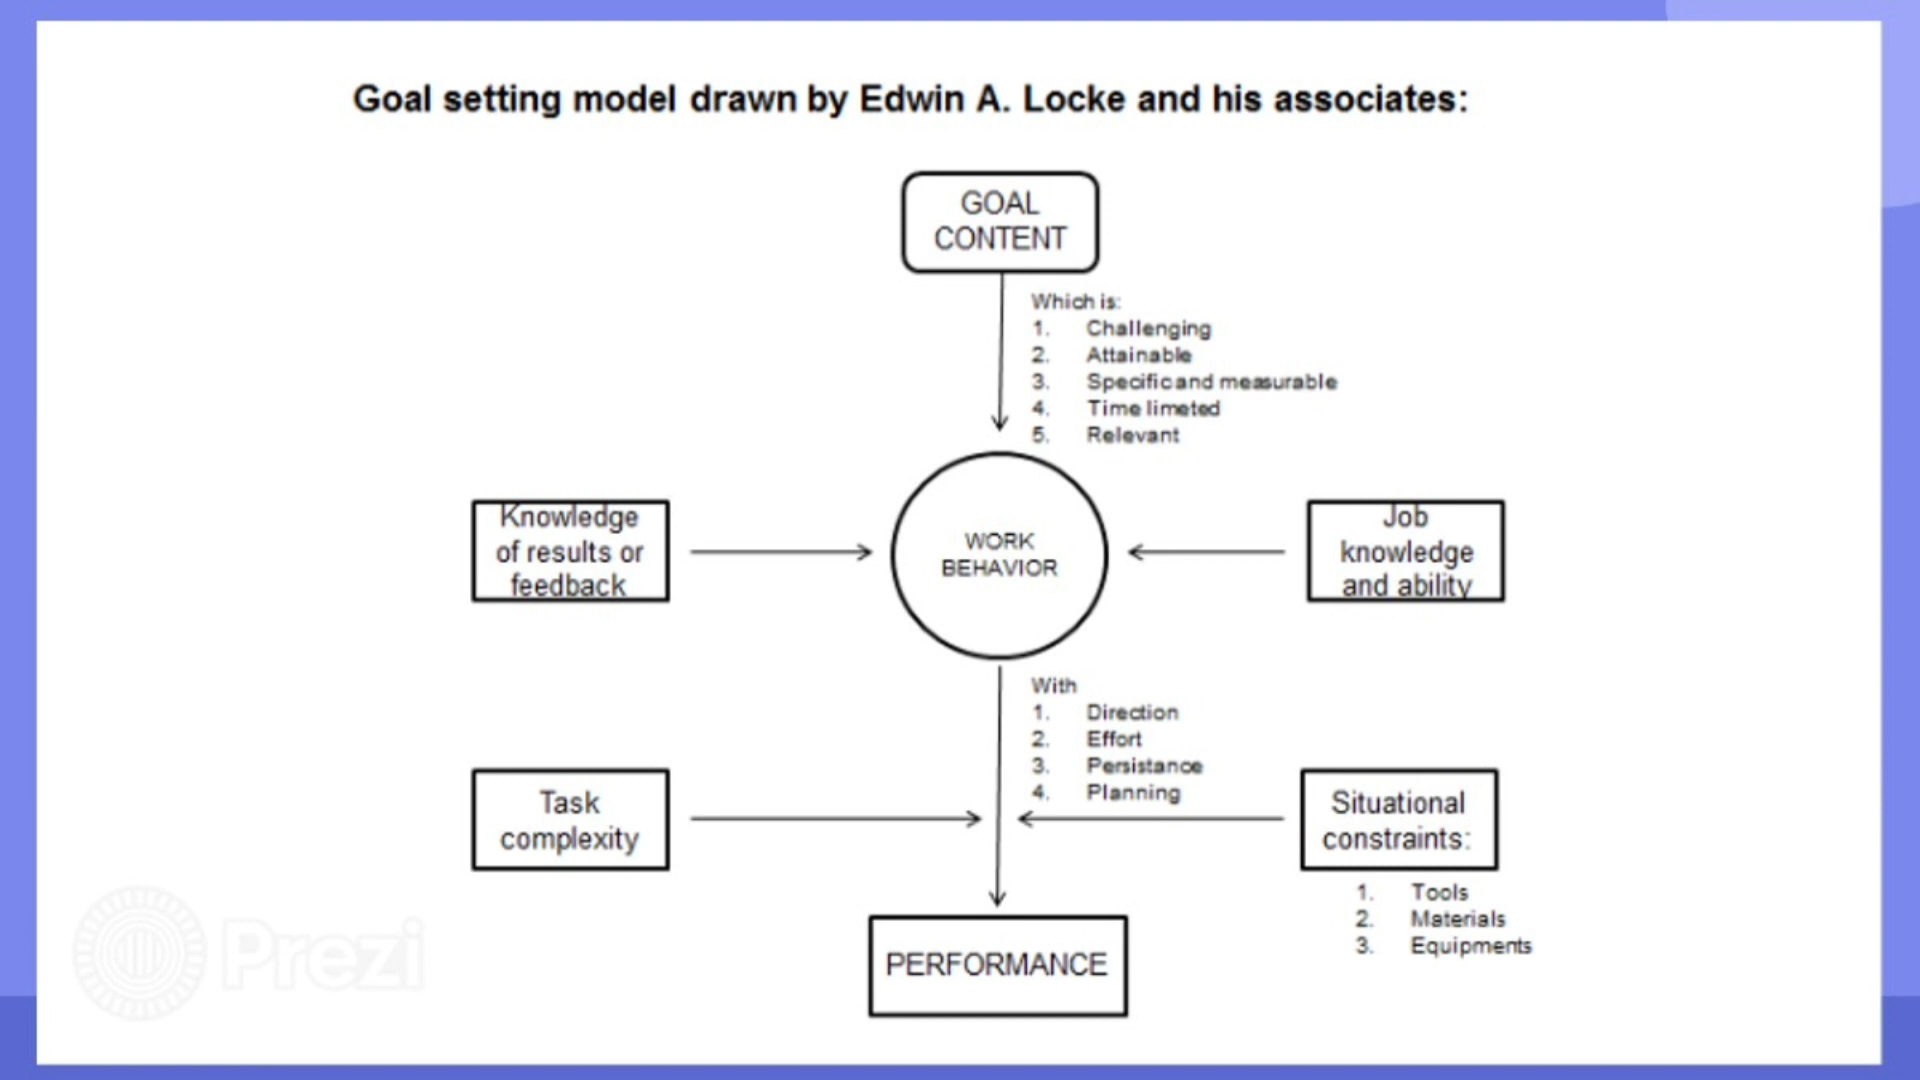 Goal setting model drawn by Edwin A. Locke and his associates:
GOAL
CONTENT
Which is:
1. Challenging
2. Attainable
3. Specific and measurable
4. Time limeted
5. Relevant
Knowledge
of results or
feedback
WORK
BEHAVIOR
Job
knowledge
and ability
With
1. Direction
2. Effort
3. Persistance
4. Planning
Task
complexity
Situational
constraints:
1. Tools
2. Materials
3. Equipments
PERFORMANCE
Prezi